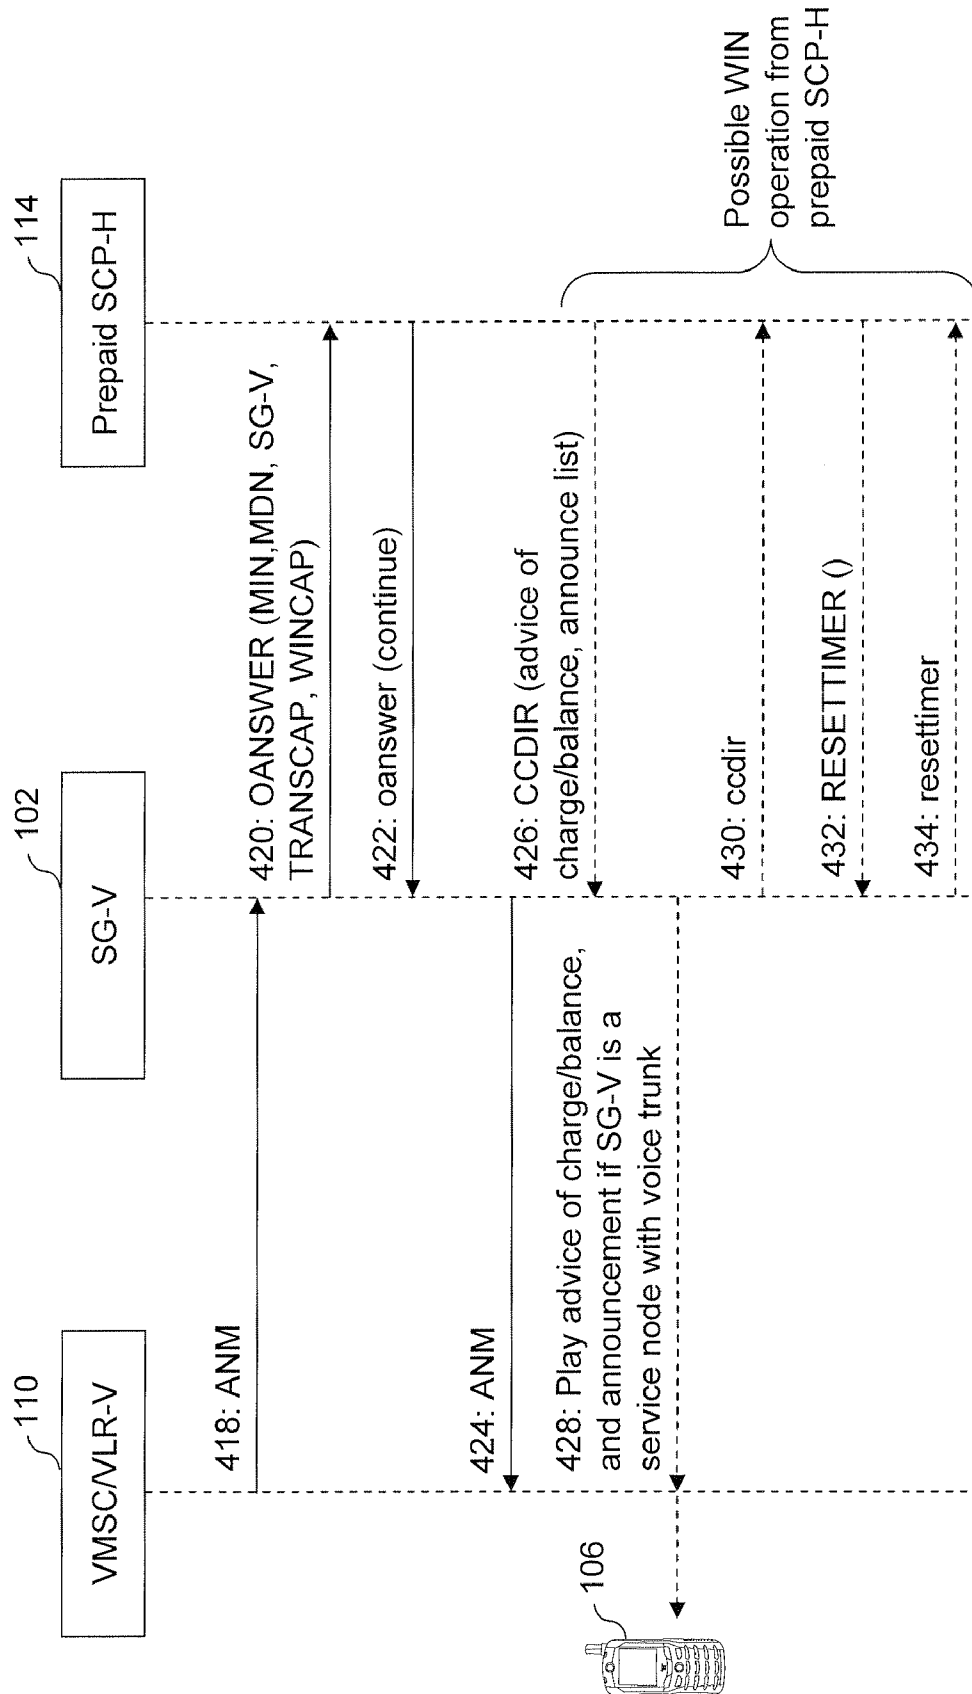 110
VMSC/VLR-V
102
SG-V
114
Prepaid SCP-H
418: ANM
420: OANSWER (MIN,MDN, SG-V,
TRANSCAP, WINCAP)
422: oanswer (continue)
424: ANM
426: CCDIR (advice of
charge/balance, announce list)
428: Play advice of charge/balance,
and announcement if SG-V is a
service node with voice trunk
106
430: ccdir
432: RESETTIMER ()
434: resettimer
Possible WIN
operation from
prepaid SCP-H